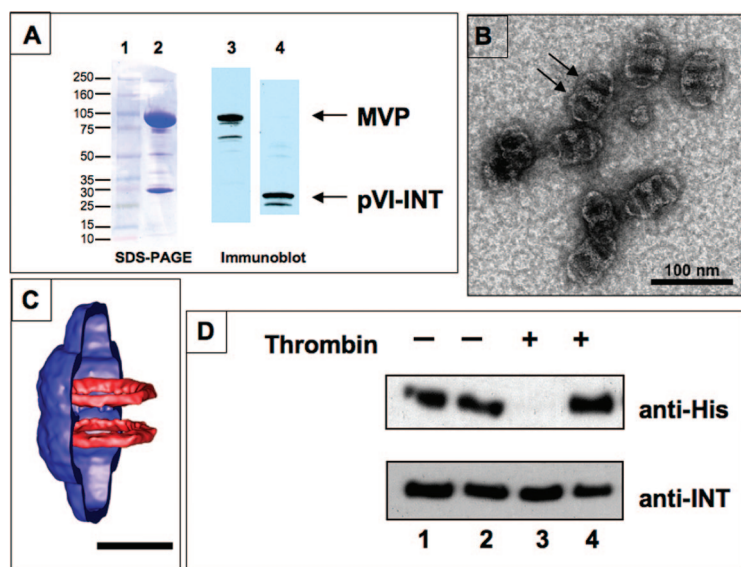 A
1 2 3 4
250
160
105
75
50
35
30
25
15
10
MVP
pVI-INT
SDS-PAGE Immunoblot
B
100 nm
C
D
Thrombin − − + +
anti-His
anti-INT
1 2 3 4